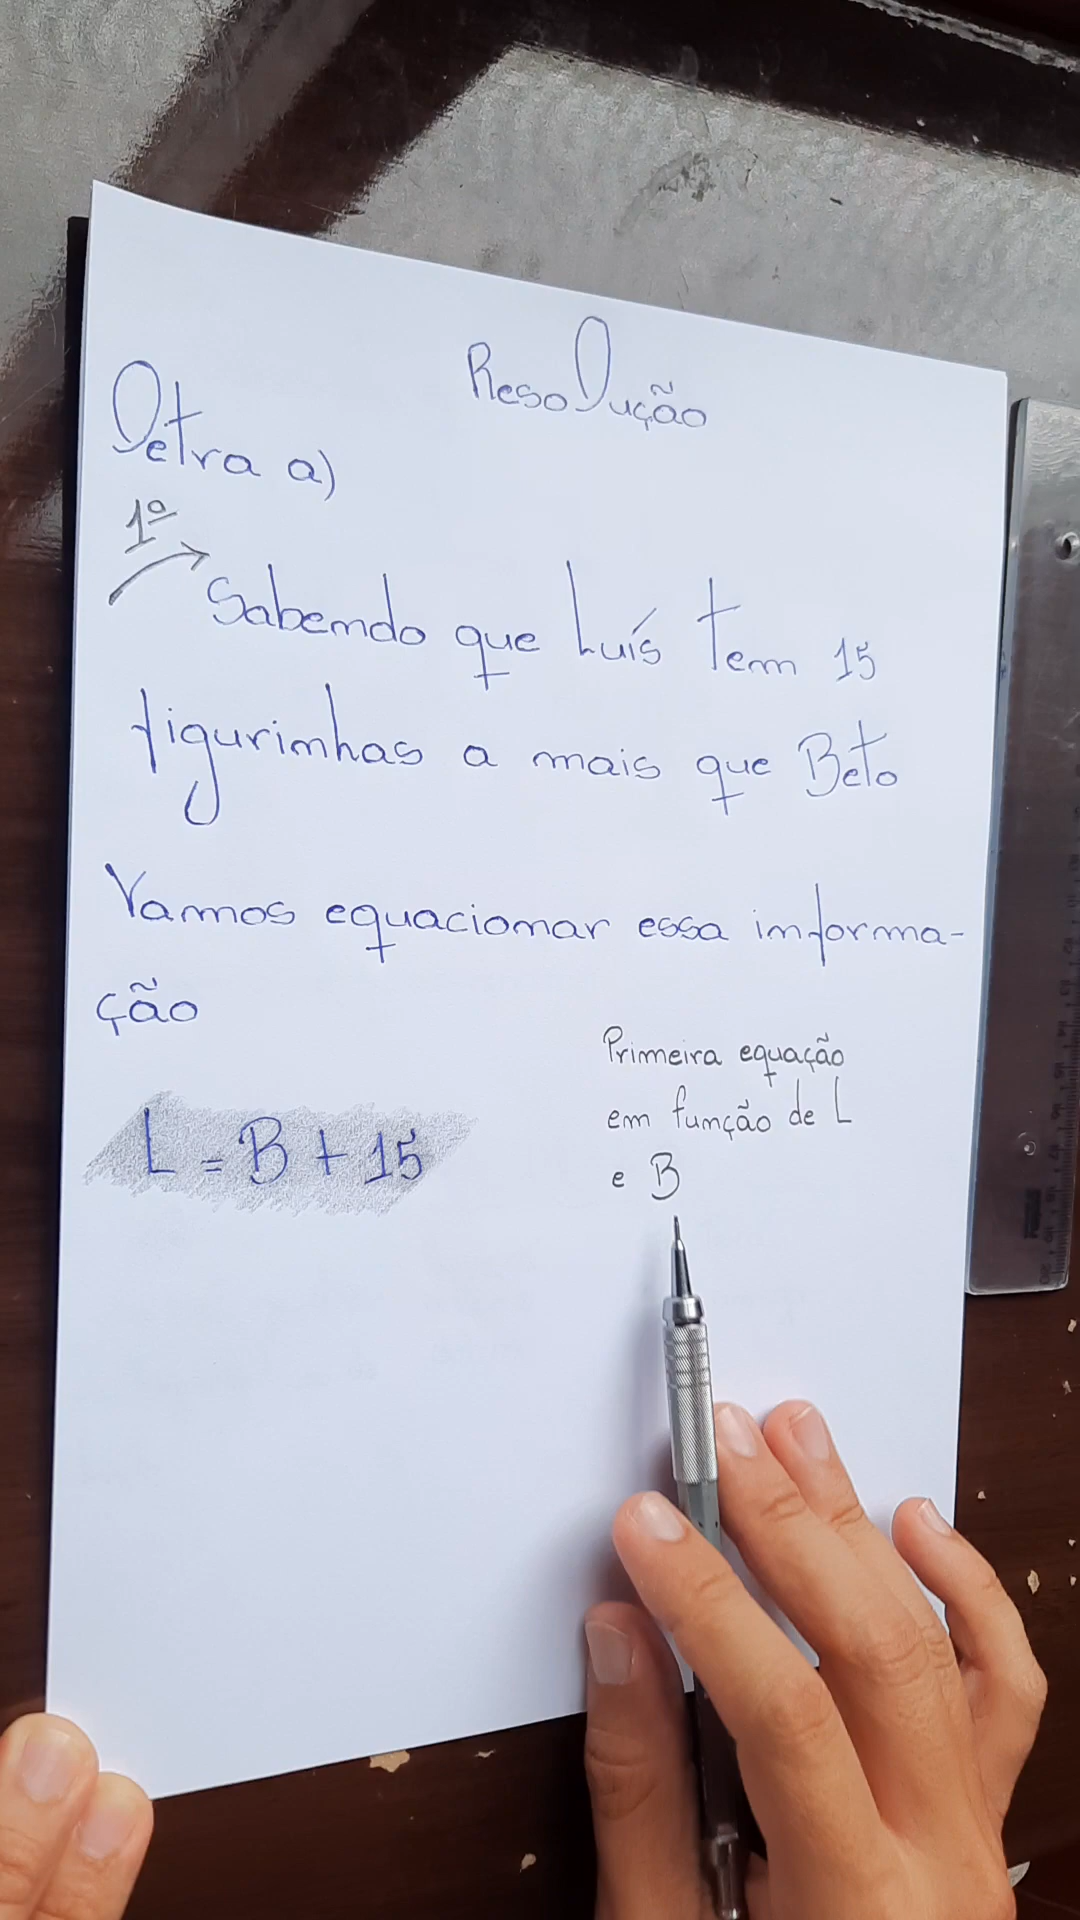 Resolução
Letra a)
1º
Sabendo que Luís tem 15
figurinhas a mais que Beto
Vamos equacionar essa informa-
ção
L = B + 15
Primeira equação
em função de L
e B